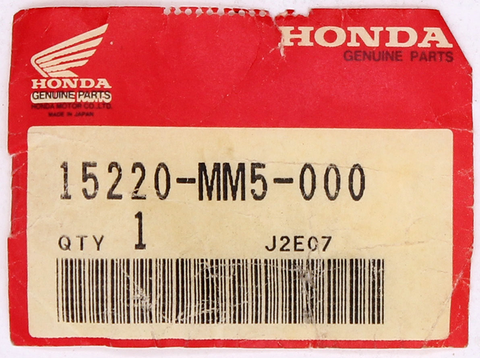 HONDA
GENUINE PARTS
HONDA
GENUINE PARTS
HONDA MOTOR CO.,LTD.
MADE IN JAPAN
15220-MM5-000
QTY 1 J2E07